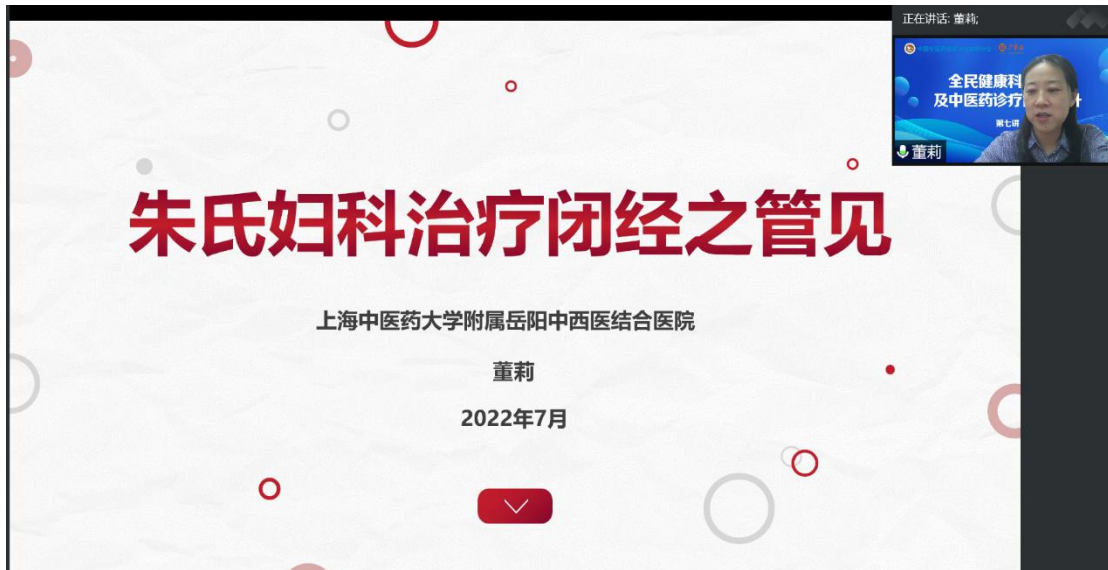 正在讲话: 董莉;
全民健康科
及中医药诊疗
第七讲
董莉
朱氏妇科治疗闭经之管见
上海中医药大学附属岳阳中西医结合医院
董莉
2022年7月